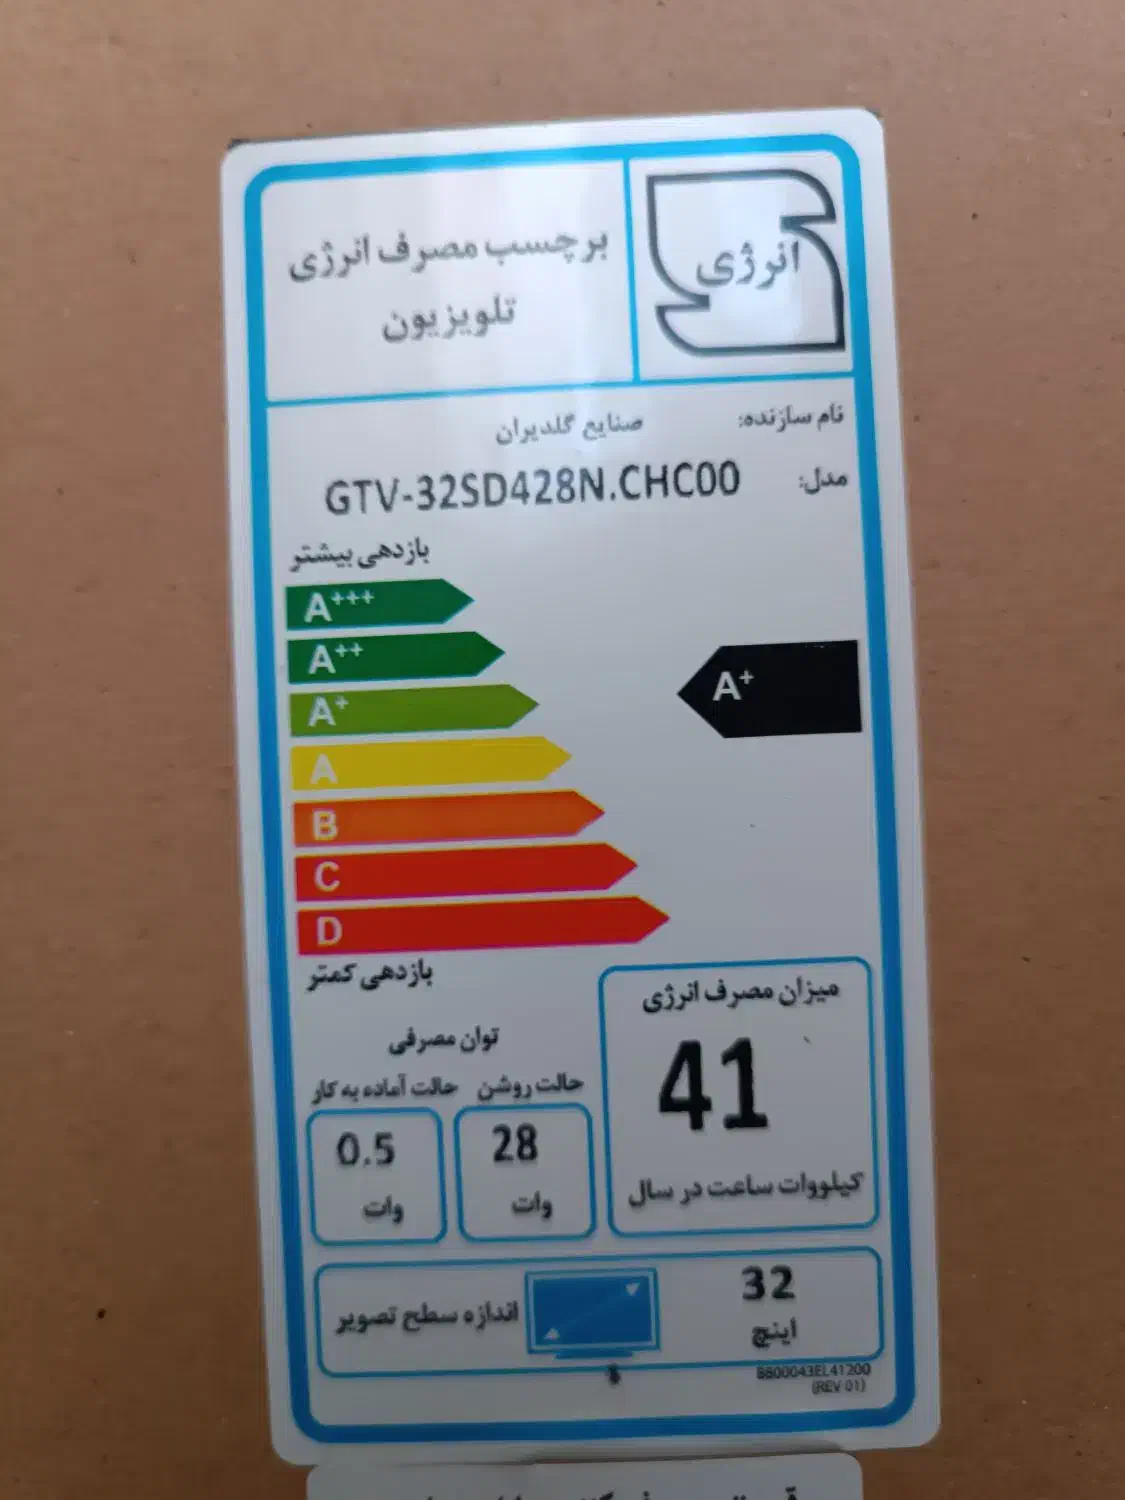 انرژی
برچسب مصرف انرژی
تلویزیون
نام سازنده: صنایع گلدیران
مدل: GTV-32SD428N.CHC00
بازدهی بیشتر
A+++
A++
A+
A+
A
B
C
D
بازدهی کمتر
میزان مصرف انرژی
41
کیلووات ساعت در سال
توان مصرفی
حالت روشن
28
وات
حالت آماده به کار
0.5
وات
32
اینچ
اندازه سطح تصویر
(REV 01)